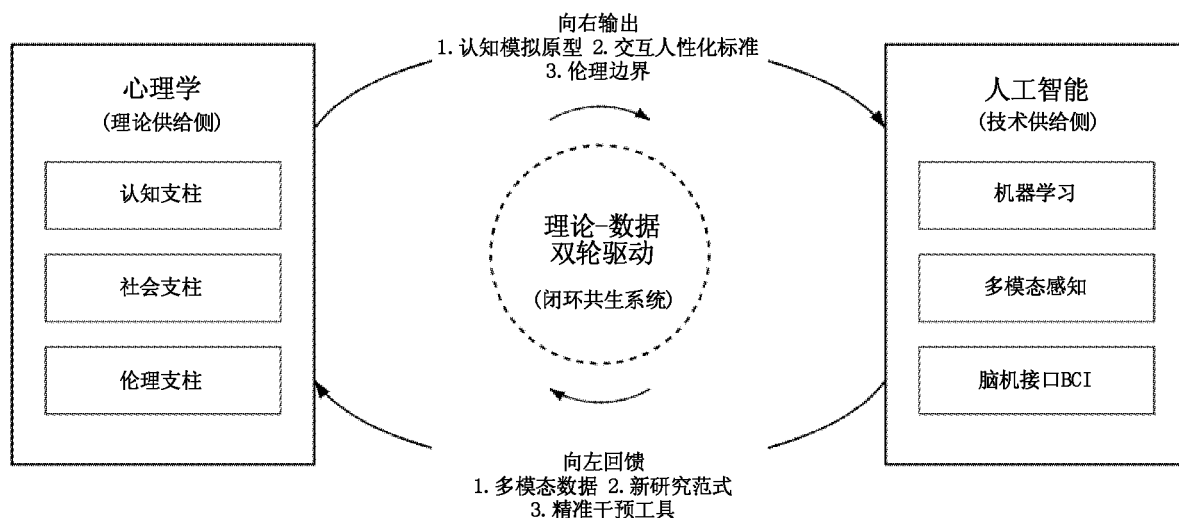 向右输出
1.认知模拟原型 2.交互人性化标准
3.伦理边界
心理学
(理论供给侧)
认知支柱
社会支柱
伦理支柱
理论-数据
双轮驱动
(闭环共生系统)
人工智能
(技术供给侧)
机器学习
多模态感知
脑机接口BCI
向左回馈
1.多模态数据 2.新研究范式
3.精准干预工具